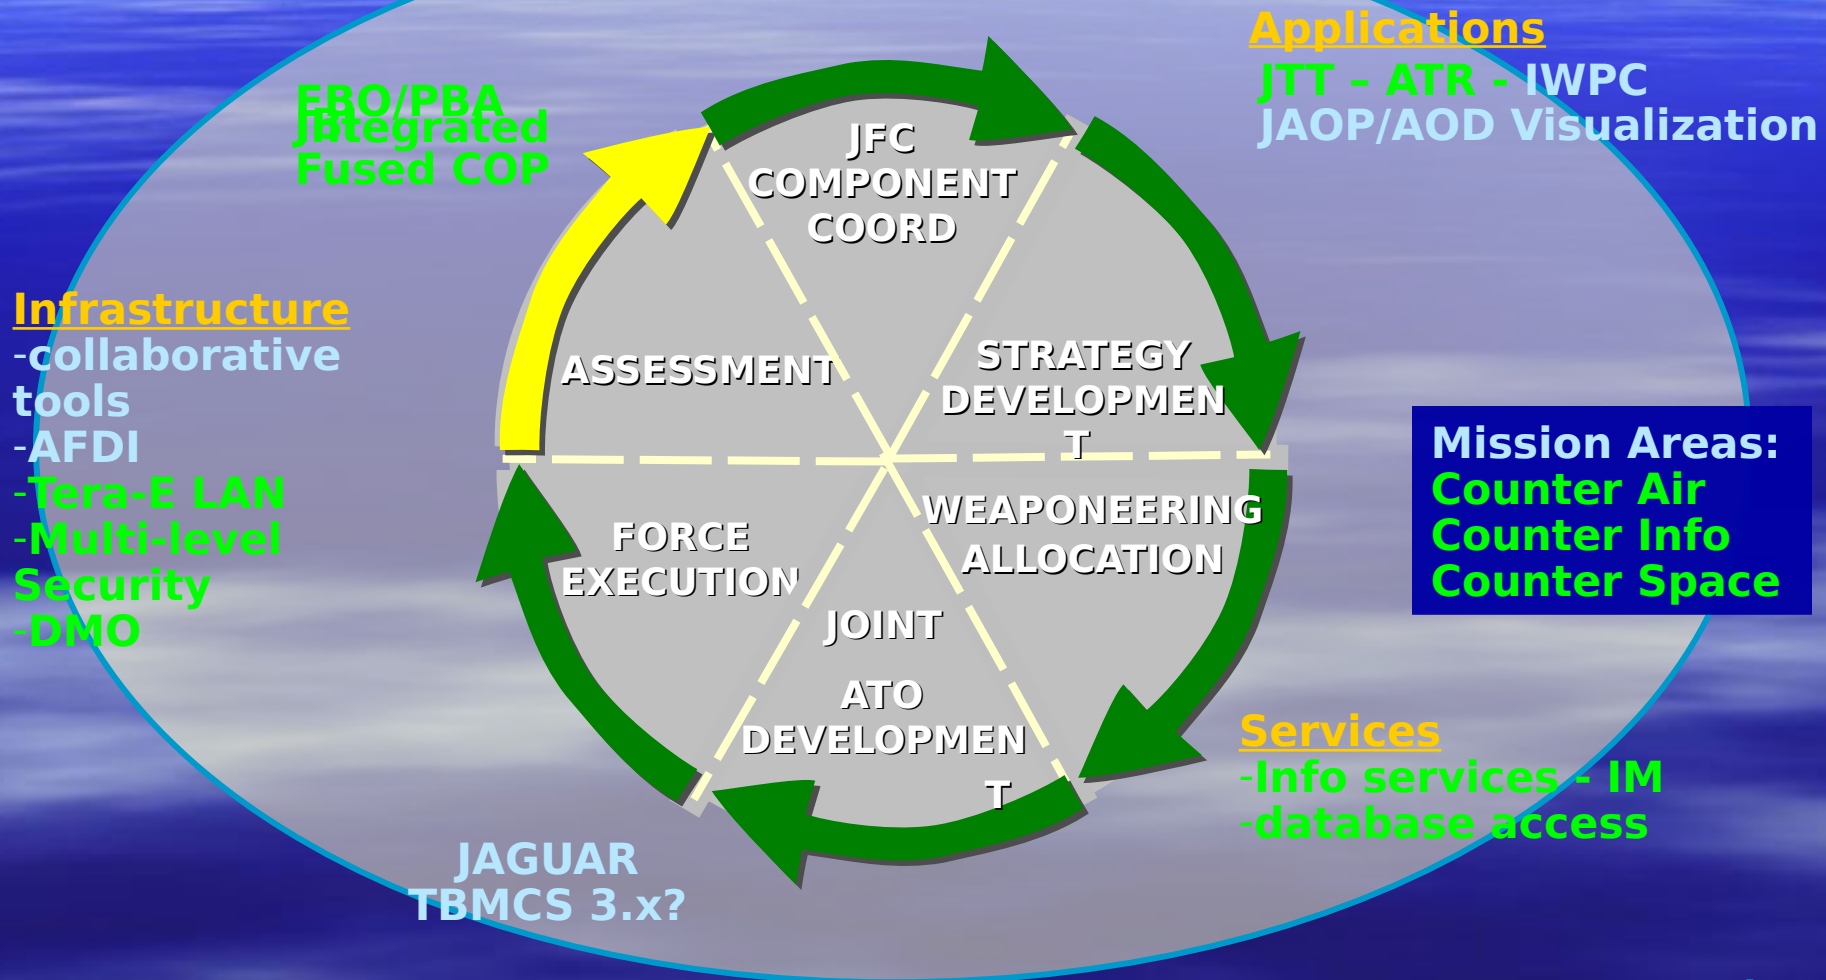 Applications
JTT – ATR - IWPC
JAOP/AOD Visualization
EBO/PBA
Integrated
Fused COP
JFC
COMPONENT
COORD
Infrastructure
-collaborative
tools
-AFDI
-Tera-E LAN
-Multi-level
Security
-DMO
ASSESSMENT
STRATEGY
DEVELOPMEN
T
WEAPONEERING
ALLOCATION
FORCE
EXECUTION
JOINT
ATO
DEVELOPMEN
T
Mission Areas:
Counter Air
Counter Info
Counter Space
Services
-Info services - IM
-database access
JAGUAR
TBMCS 3.x?